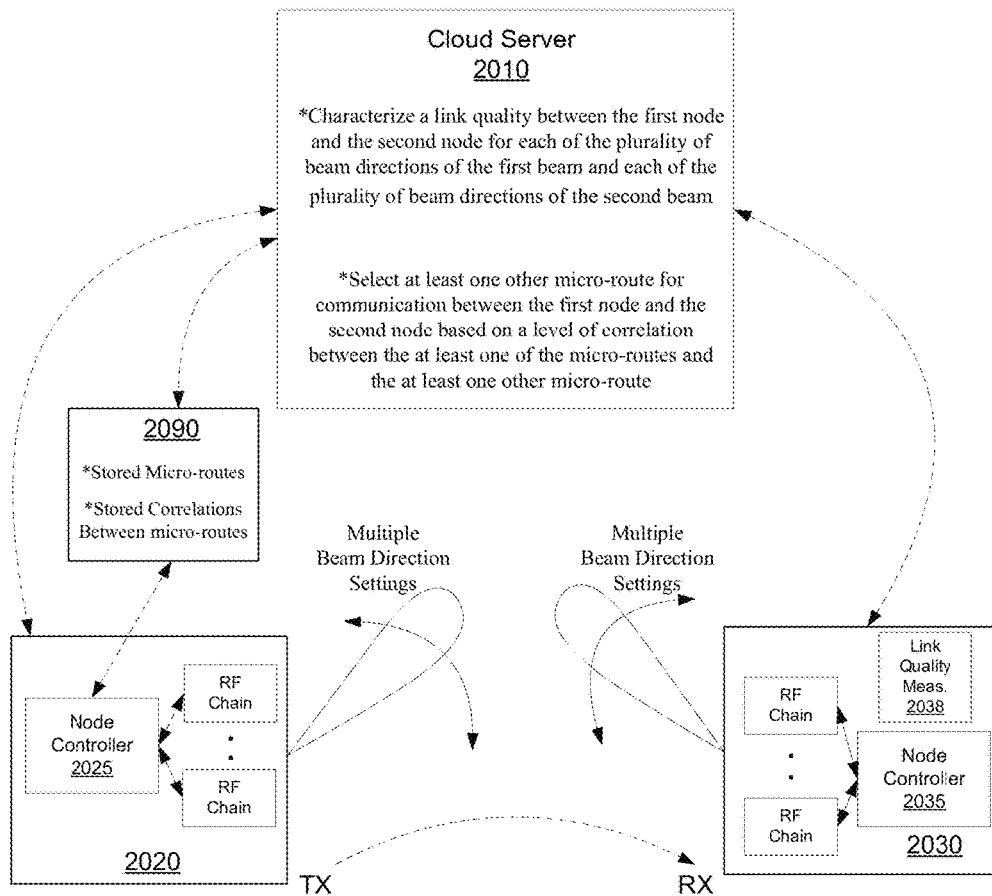 Cloud Server
2010
*Characterize a link quality between the first node
and the second node for each of the plurality of
beam directions of the first beam and each of the
plurality of beam directions of the second beam
*Select at least one other micro-route for
communication between the first node and the
second node based on a level of correlation
between the at least one of the micro-routes and
the at least one other micro-route
2090
*Stored Micro-routes
*Stored Correlations
Between micro-routes
Multiple
Beam Direction
Settings
Multiple
Beam Direction
Settings
Node
Controller
2025
RF
Chain
RF
Chain
2020
TX
RX
RF
Chain
RF
Chain
Link
Quality
Meas.
2038
Node
Controller
2035
2030